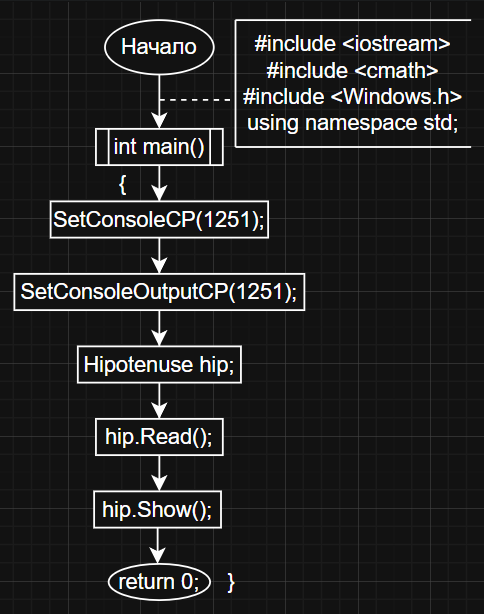 Начало
#include <iostream>
#include <cmath>
#include <Windows.h>
using namespace std;
int main()
{
SetConsoleCP(1251);
SetConsoleOutputCP(1251);
Hipotenuse hip;
hip.Read();
hip.Show();
return 0; }